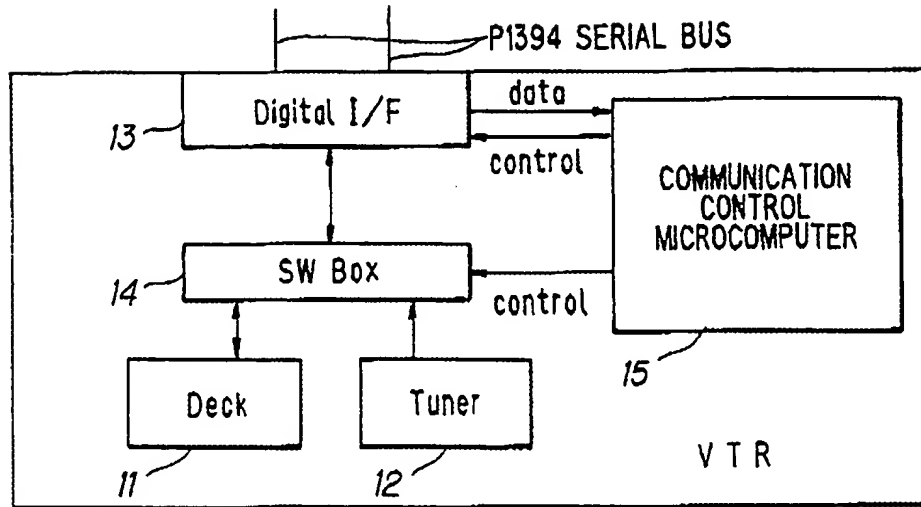 P1394 SERIAL BUS
Digital I/F
data
13
control
COMMUNICATION
CONTROL
MICROCOMPUTER
SW Box
14
control
15
Deck
Tuner
11
12
VTR